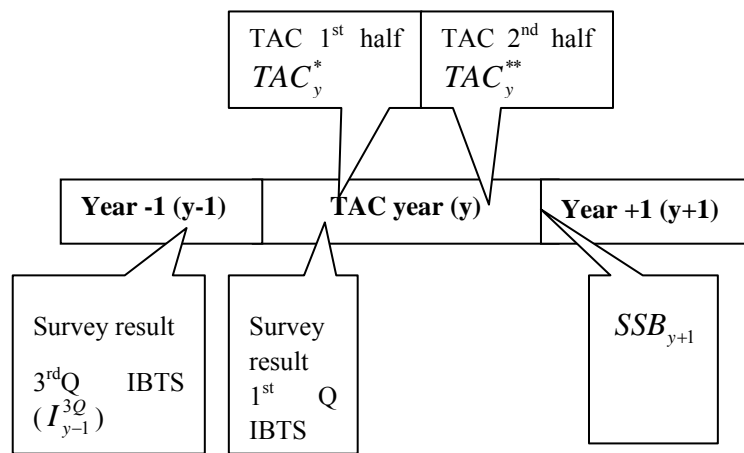 TAC 1st half
TAC*y
TAC 2nd half
TAC**y
Year -1 (y-1)
TAC year (y)
Year +1 (y+1)
Survey result
3rdQ IBTS
(I3Qy−1)
Survey
result
1st Q
IBTS
SSBy+1